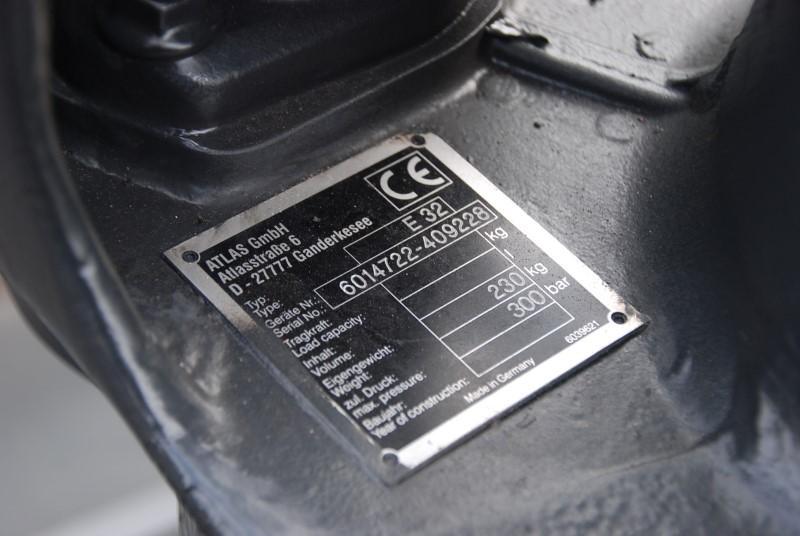 CE
ATLAS GmbH
Atlasstraße 6
D - 27777 Ganderkesee
Typ:
Type: E 32
Geräte Nr.:
Serial No.: 6014722-409228
Tragkraft:
Load capacity: kg
Inhalt:
Volume: l
Eigengewicht:
Weight: 230 kg
zul. Druck:
max. pressure: 300 bar
Baujahr:
Year of construction:
Made in Germany
6039621